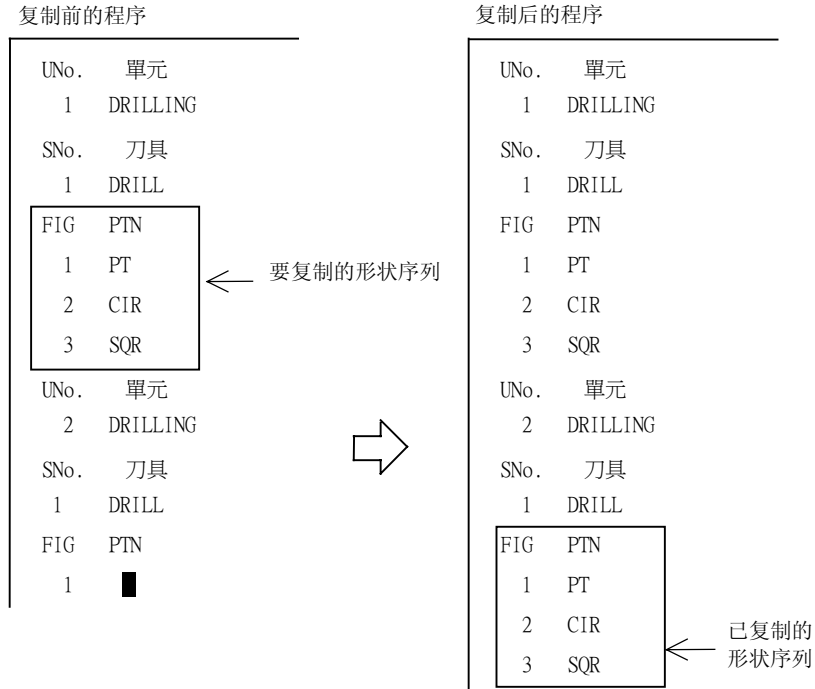 复制前的程序
UNo. 單元
1 DRILLING
SNo. 刀具
1 DRILL
FIG PTN
1 PT
2 CIR
3 SQR
要复制的形状序列
UNo. 單元
2 DRILLING
SNo. 刀具
1 DRILL
FIG PTN
1
复制后的程序
UNo. 單元
1 DRILLING
SNo. 刀具
1 DRILL
FIG PTN
1 PT
2 CIR
3 SQR
UNo. 單元
2 DRILLING
SNo. 刀具
1 DRILL
FIG PTN
1 PT
2 CIR
3 SQR
已复制的
形状序列